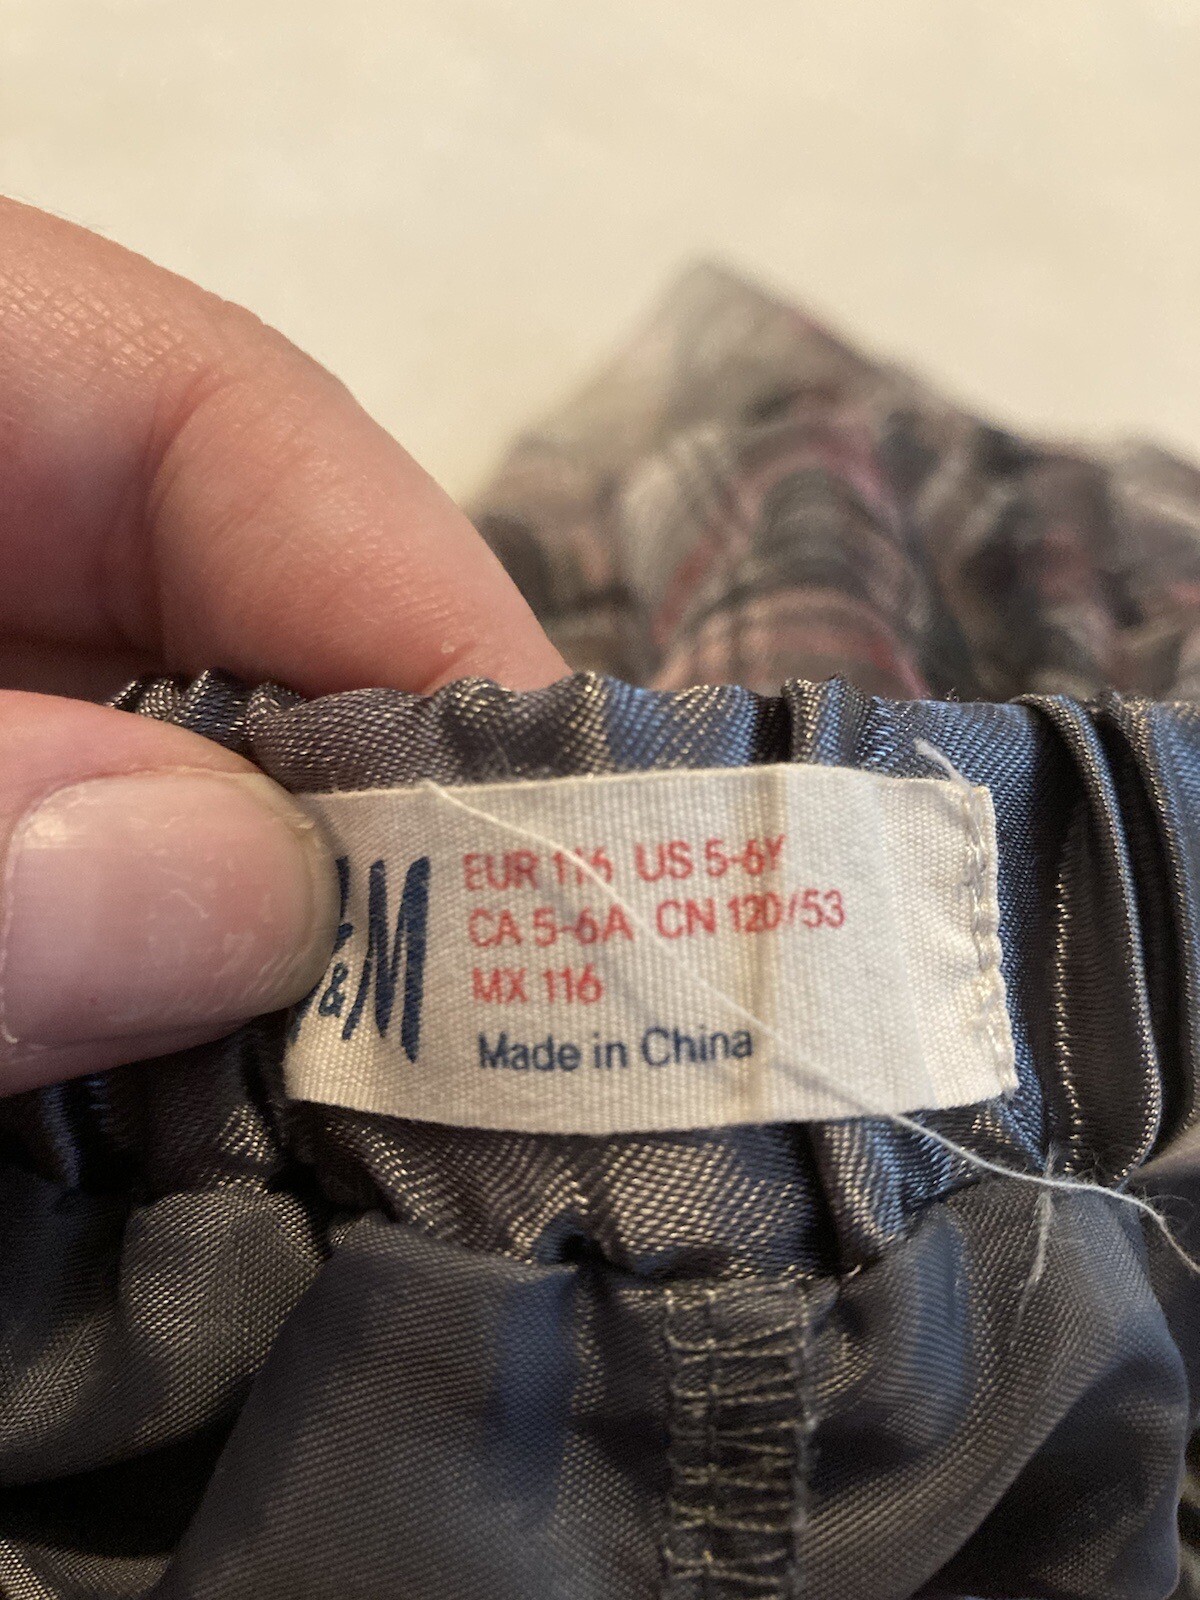 &M
EUR 116 US 5-6Y
CA 5-6A CN 120/53
MX 116
Made in China